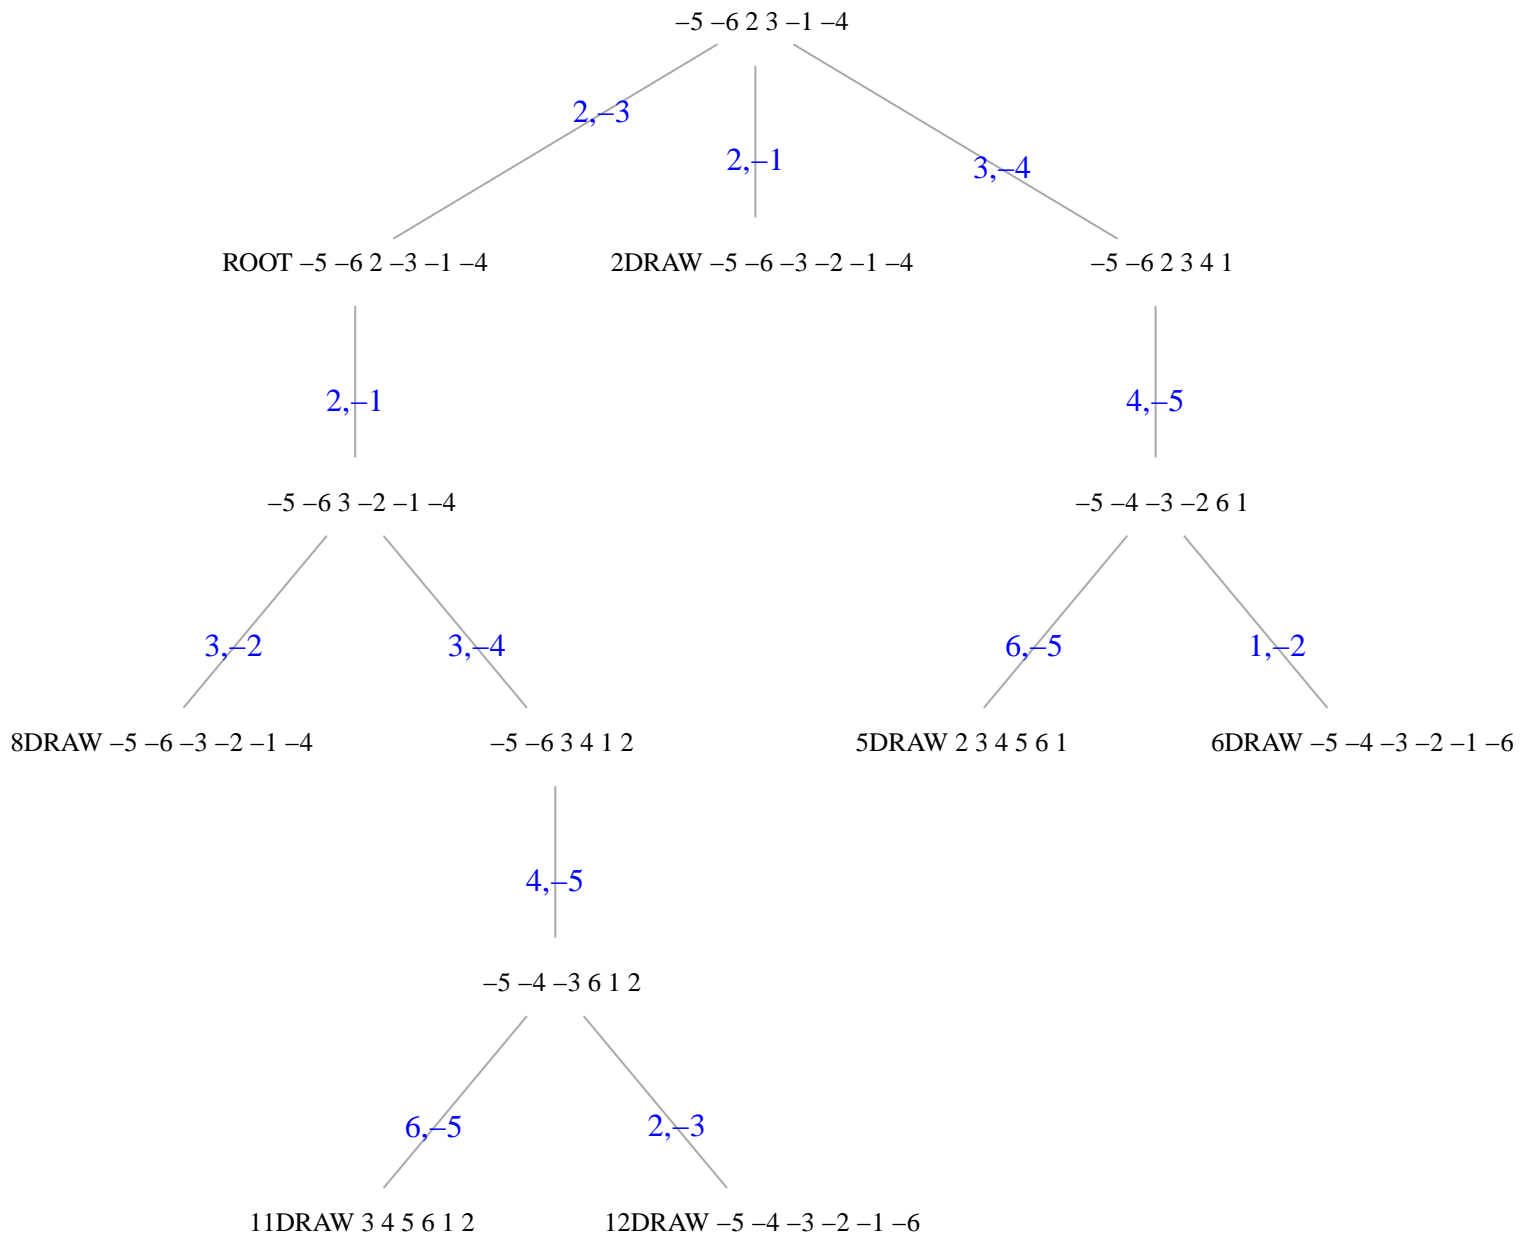 –5 –6 2 3 –1 –4
2,–3
2,–1
3,–4
ROOT –5 –6 2 –3 –1 –4
2DRAW –5 –6 –3 –2 –1 –4
–5 –6 2 3 4 1
2,–1
4,–5
–5 –6 3 –2 –1 –4
–5 –4 –3 –2 6 1
3,–2
3,–4
6,–5
1,–2
8DRAW –5 –6 –3 –2 –1 –4
–5 –6 3 4 1 2
5DRAW 2 3 4 5 6 1
6DRAW –5 –4 –3 –2 –1 –6
4,–5
–5 –4 –3 6 1 2
6,–5
2,–3
11DRAW 3 4 5 6 1 2
12DRAW –5 –4 –3 –2 –1 –6